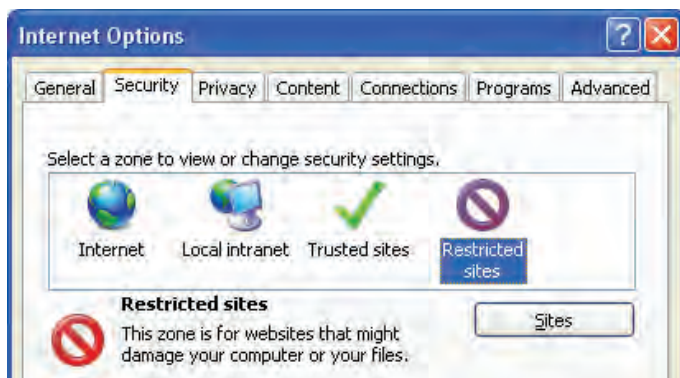 Internet Options
General Security Privacy Content Connections Programs Advanced
Select a zone to view or change security settings.
Internet Local intranet Trusted sites Restricted
sites
Restricted sites
Sites
This zone is for websites that might
damage your computer or your files.